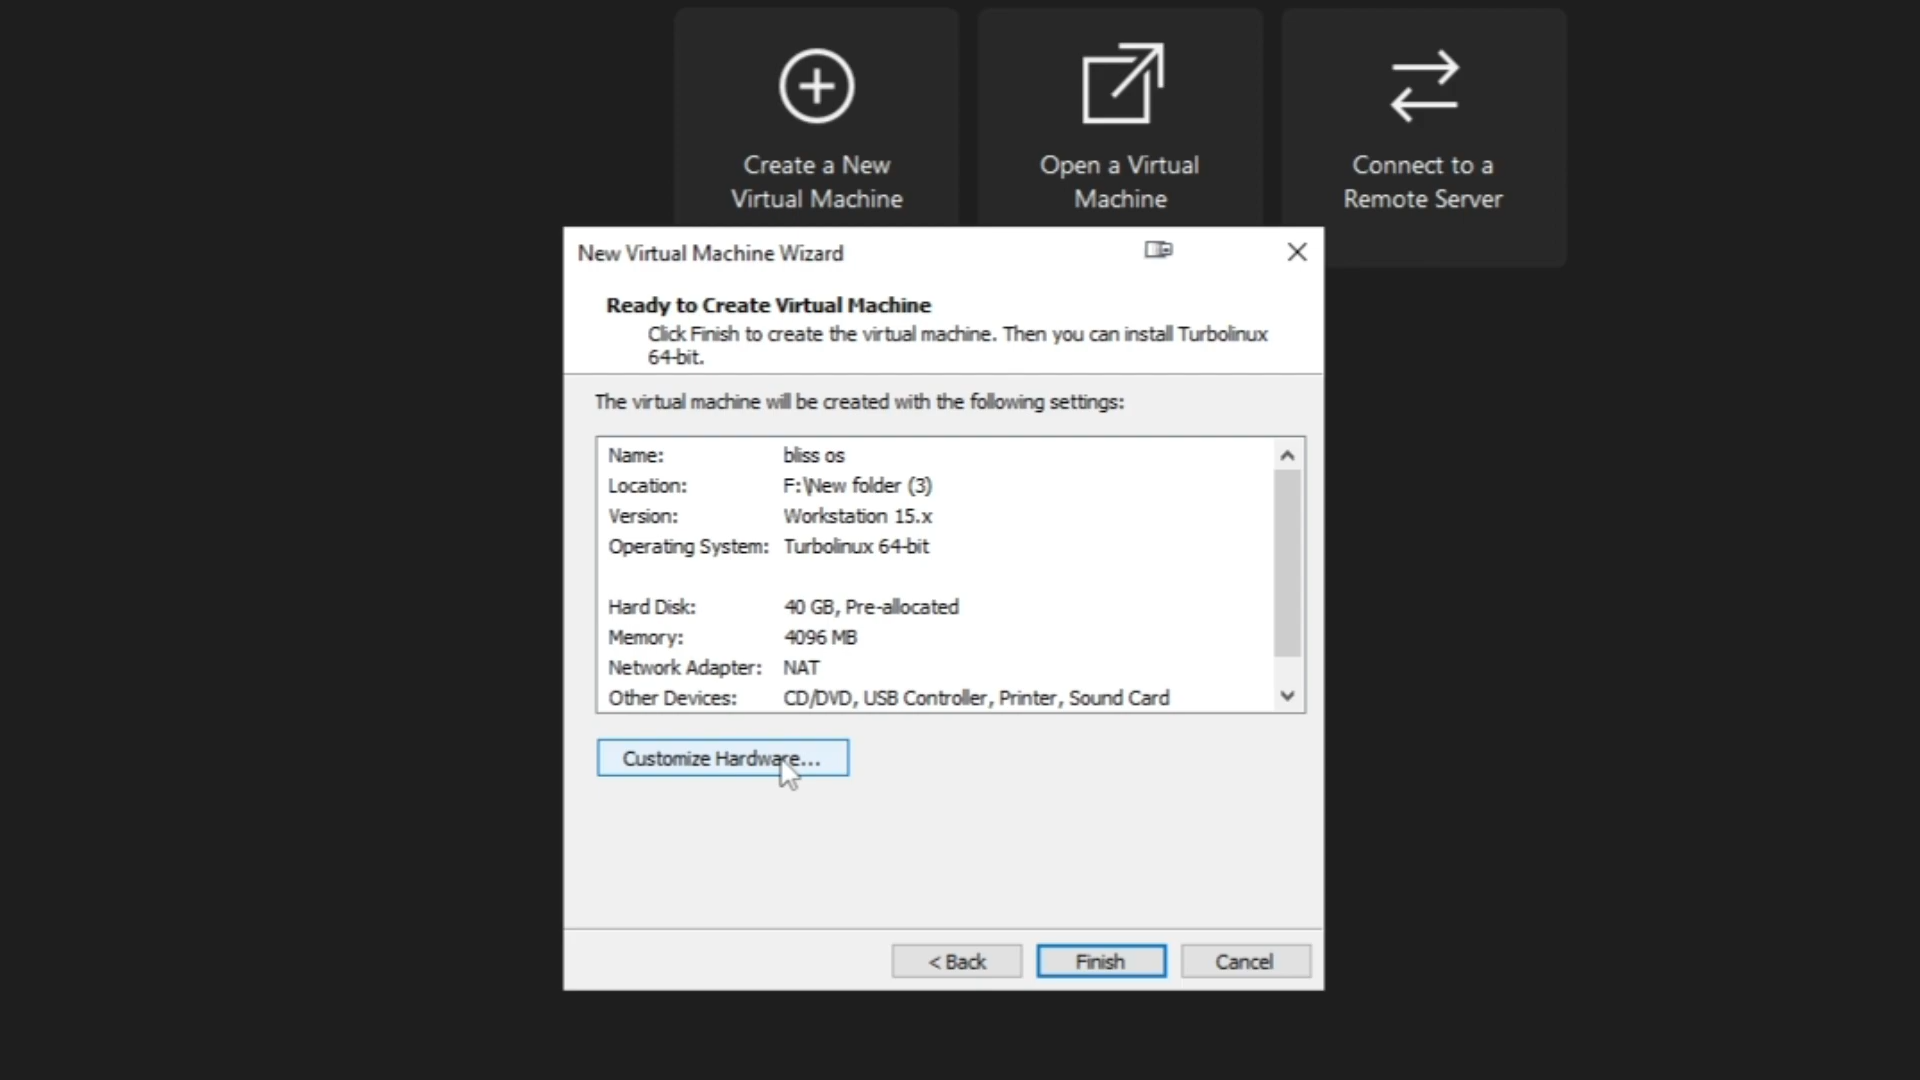 Create a New
Virtual Machine
Open a Virtual
Machine
Connect to a
Remote Server
New Virtual Machine Wizard
Ready to Create Virtual Machine
Click Finish to create the virtual machine. Then you can install Turbolinux
64-bit.
The virtual machine will be created with the following settings:
Name: bliss os
Location: F:\New folder (3)
Version: Workstation 15.x
Operating System: Turbolinux 64-bit
Hard Disk: 40 GB, Pre-allocated
Memory: 4096 MB
Network Adapter: NAT
Other Devices: CD/DVD, USB Controller, Printer, Sound Card
Customize Hardware...
< Back
Finish
Cancel